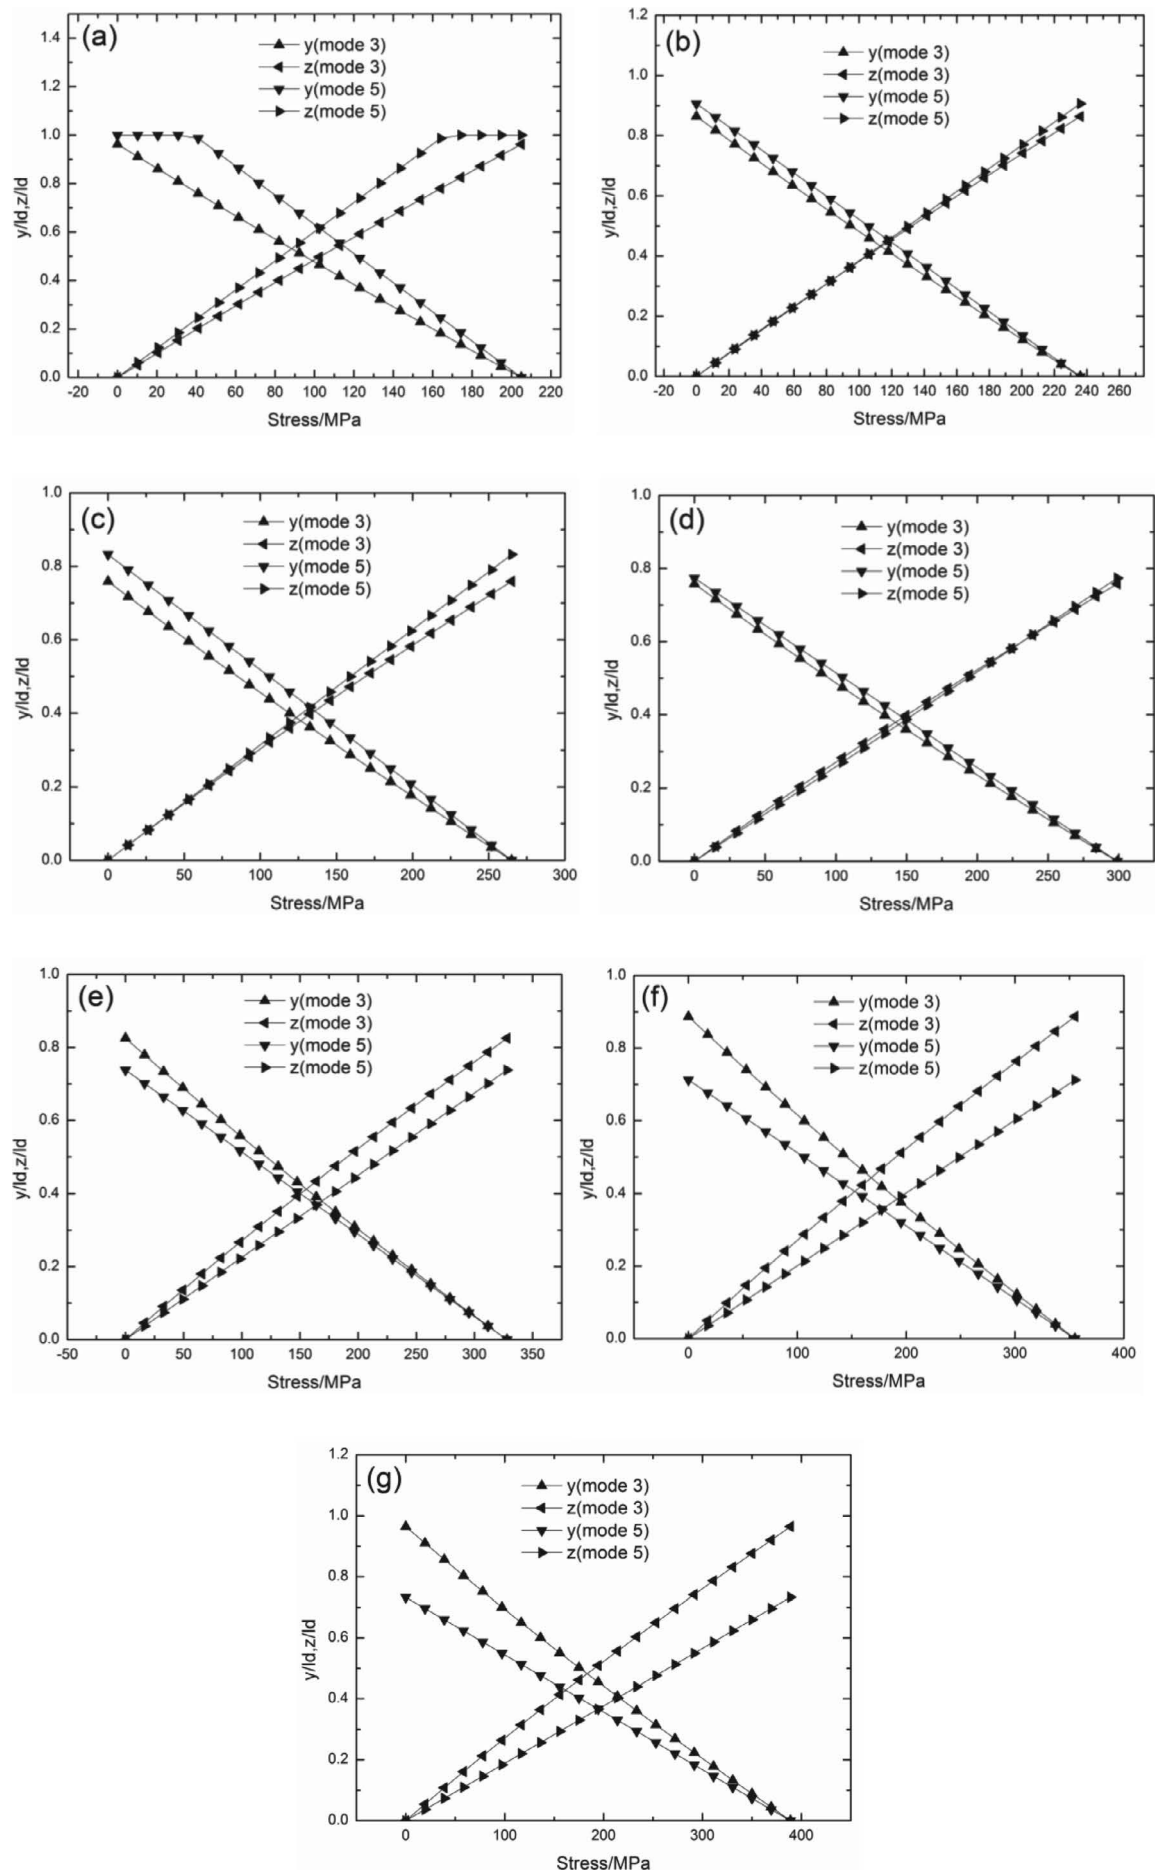 (a)
y(mode 3)
z(mode 3)
y(mode 5)
z(mode 5)
1.4
1.2
1.0
0.8
0.6
0.4
0.2
0.0
y/ld,z/ld
-20 0 20 40 60 80 100 120 140 160 180 200 220
Stress/MPa
(b)
y(mode 3)
z(mode 3)
y(mode 5)
z(mode 5)
1.2
1.0
0.8
0.6
0.4
0.2
0.0
y/ld,z/ld
-20 0 20 40 60 80 100 120 140 160 180 200 220 240 260
Stress/MPa
(c)
y(mode 3)
z(mode 3)
y(mode 5)
z(mode 5)
1.0
0.8
0.6
0.4
0.2
0.0
y/ld,z/ld
0 50 100 150 200 250 300
Stress/MPa
(d)
y(mode 3)
z(mode 3)
y(mode 5)
z(mode 5)
1.0
0.8
0.6
0.4
0.2
0.0
y/ld,z/ld
0 50 100 150 200 250 300
Stress/MPa
(e)
y(mode 3)
z(mode 3)
y(mode 5)
z(mode 5)
1.0
0.8
0.6
0.4
0.2
0.0
y/ld,z/ld
-50 0 50 100 150 200 250 300 350
Stress/MPa
(f)
y(mode 3)
z(mode 3)
y(mode 5)
z(mode 5)
1.0
0.8
0.6
0.4
0.2
0.0
y/ld,z/ld
0 100 200 300 400
Stress/MPa
(g)
y(mode 3)
z(mode 3)
y(mode 5)
z(mode 5)
1.2
1.0
0.8
0.6
0.4
0.2
0.0
y/ld,z/ld
0 100 200 300 400
Stress/MPa